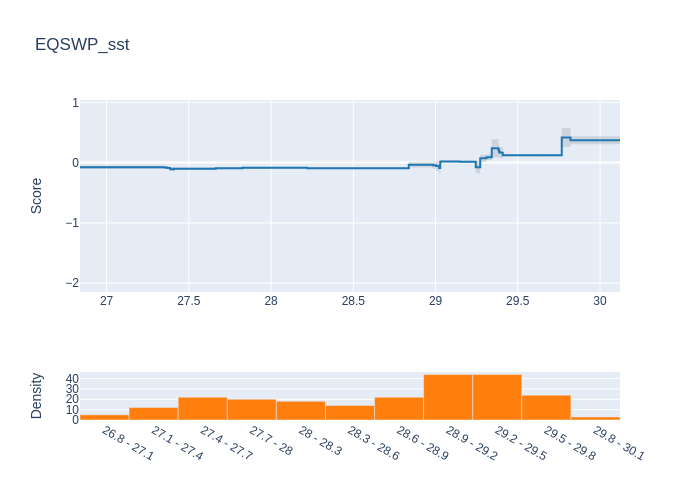 EQSWP_sst
Score
1
0
−1
−2
27
27.5
28
28.5
29
29.5
30
Density
40
30
20
10
0
26.8 - 27.1
27.1 - 27.4
27.4 - 27.7
27.7 - 28
28 - 28.3
28.3 - 28.6
28.6 - 28.9
28.9 - 29.2
29.2 - 29.5
29.5 - 29.8
29.8 - 30.1